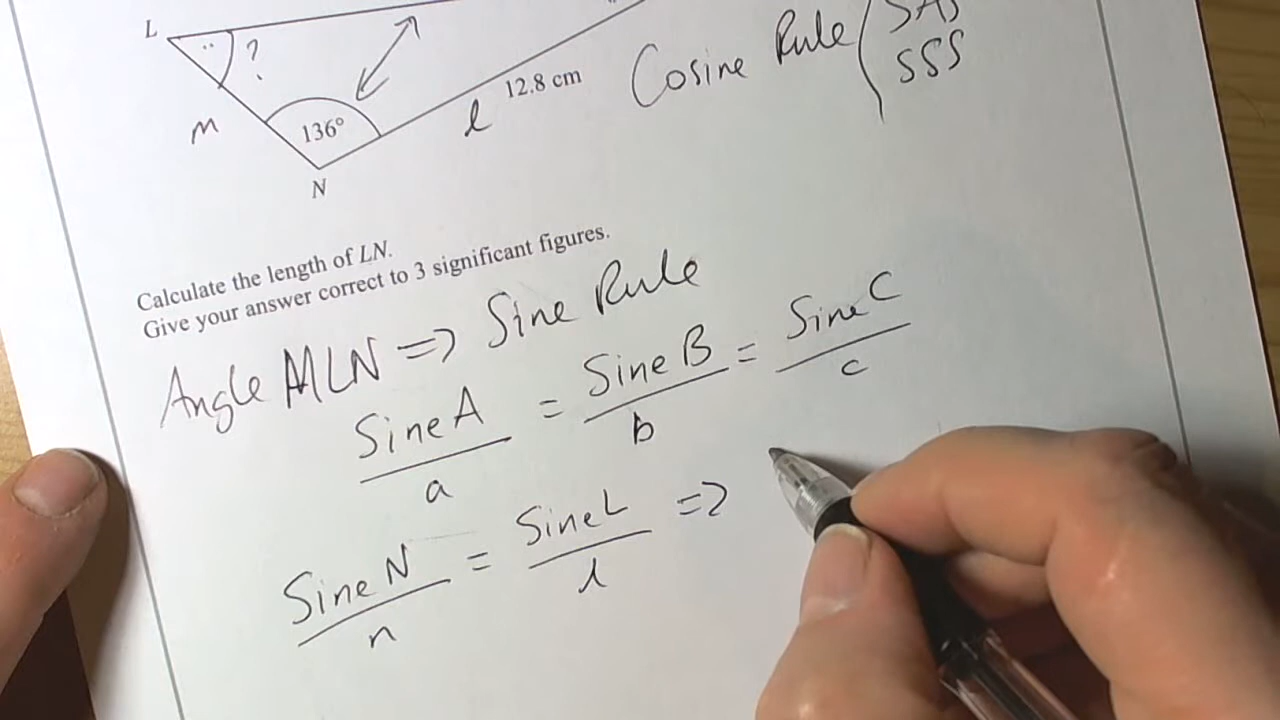 L
?
m
136°
N
12.8 cm
l
Cosine Rule ( SAS
SSS
Calculate the length of LN.
Give your answer correct to 3 significant figures.
Angle MLN => Sine Rule
Sine A / a = Sine B / b = Sine C / c
Sine N / n = Sine L / l =>